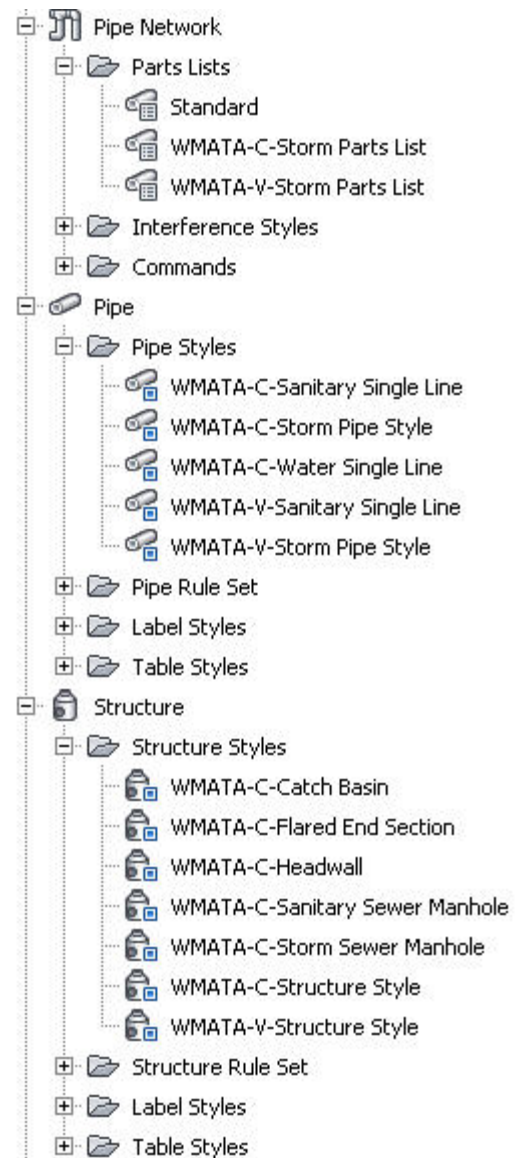 Pipe Network
Parts Lists
Standard
WMATA-C-Storm Parts List
WMATA-V-Storm Parts List
Interference Styles
Commands
Pipe
Pipe Styles
WMATA-C-Sanitary Single Line
WMATA-C-Storm Pipe Style
WMATA-C-Water Single Line
WMATA-V-Sanitary Single Line
WMATA-V-Storm Pipe Style
Pipe Rule Set
Label Styles
Table Styles
Structure
Structure Styles
WMATA-C-Catch Basin
WMATA-C-Flared End Section
WMATA-C-Headwall
WMATA-C-Sanitary Sewer Manhole
WMATA-C-Storm Sewer Manhole
WMATA-C-Structure Style
WMATA-V-Structure Style
Structure Rule Set
Label Styles
Table Styles